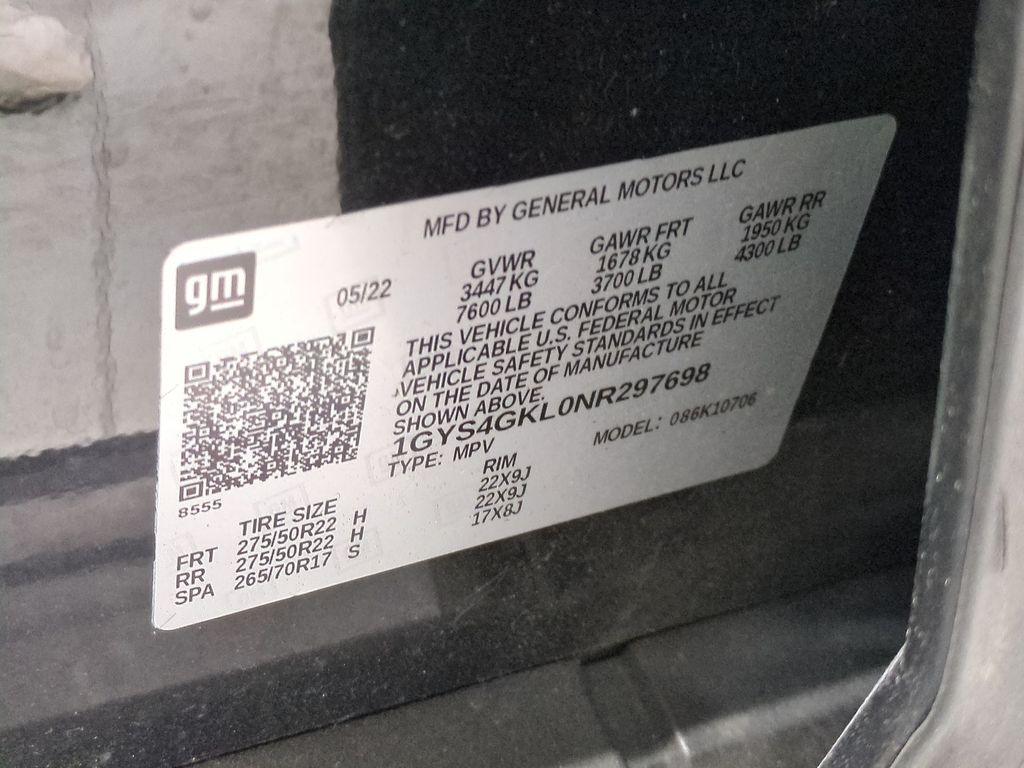 gm
MFD BY GENERAL MOTORS LLC
05/22
GVWR
3447 KG
7600 LB
GAWR FRT
1678 KG
3700 LB
GAWR RR
1950 KG
4300 LB
THIS VEHICLE CONFORMS TO ALL
APPLICABLE U.S. FEDERAL MOTOR
VEHICLE SAFETY STANDARDS IN EFFECT
ON THE DATE OF MANUFACTURE
SHOWN ABOVE.
1GYS4GKL0NR297698
TYPE: MPV
MODEL: 086K10706
8555
TIRE SIZE
RIM
FRT 275/50R22 H 22X9J
RR 275/50R22 H 22X9J
SPA 265/70R17 S 17X8J